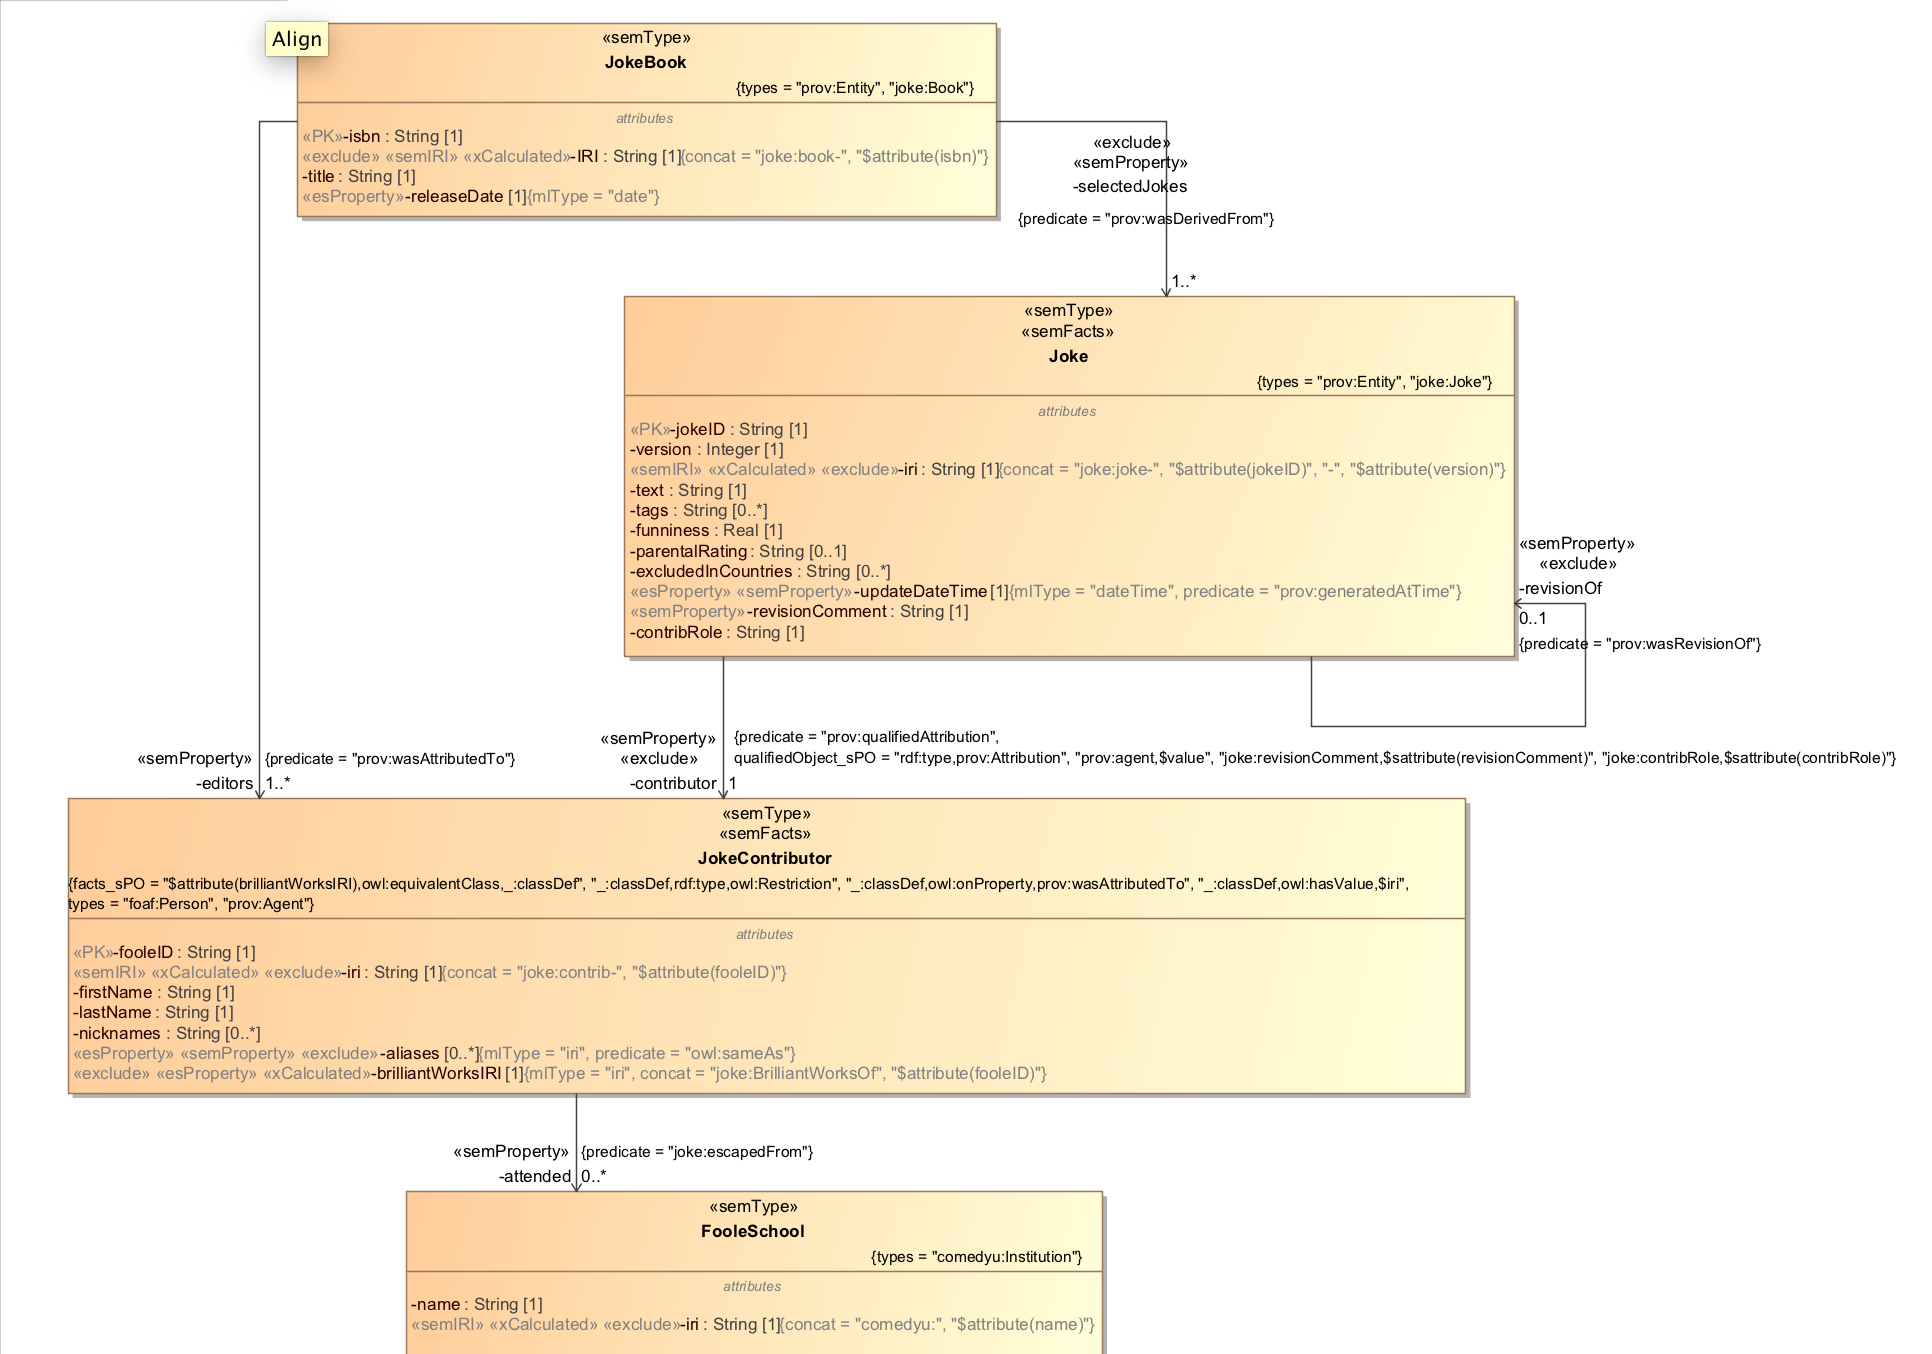 Align
«semType»
JokeBook
{types = "prov:Entity", "joke:Book"}
attributes
«PK»-isbn : String [1]
«exclude» «semIRI» «xCalculated»-IRI : String [1]{concat = "joke:book-", "$attribute(isbn)"}
-title : String [1]
«esProperty»-releaseDate [1]{mlType = "date"}
«exclude»
«semProperty»
-selectedJokes
{predicate = "prov:wasDerivedFrom"}
1..*
«semType»
«semFacts»
Joke
{types = "prov:Entity", "joke:Joke"}
attributes
«PK»-jokeID : String [1]
-version : Integer [1]
«semIRI» «xCalculated» «exclude»-iri : String [1]{concat = "joke:joke-", "$attribute(jokeID)", "-", "$attribute(version)"}
-text : String [1]
-tags : String [0..*]
-funniness : Real [1]
-parentalRating : String [0..1]
-excludedInCountries : String [0..*]
«esProperty» «semProperty»-updateDateTime [1]{mlType = "dateTime", predicate = "prov:generatedAtTime"}
«semProperty»-revisionComment : String [1]
-contribRole : String [1]
«semProperty»
«exclude»
-revisionOf
0..1
{predicate = "prov:wasRevisionOf"}
«semProperty»
{predicate = "prov:wasAttributedTo"}
-editors
1..*
«semProperty»
«exclude»
-contributor
1
{predicate = "prov:qualifiedAttribution",
qualifiedObject_sPO = "rdf:type,prov:Attribution", "prov:agent,$value", "joke:revisionComment,$sattribute(revisionComment)", "joke:contribRole,$sattribute(contribRole)"}
«semType»
«semFacts»
JokeContributor
{facts_sPO = "$attribute(brilliantWorksIRI),owl:equivalentClass,_:classDef", "_:classDef,rdf:type,owl:Restriction", "_:classDef,owl:onProperty,prov:wasAttributedTo", "_:classDef,owl:hasValue,$iri",
types = "foaf:Person", "prov:Agent"}
attributes
«PK»-fooleID : String [1]
«semIRI» «xCalculated» «exclude»-iri : String [1]{concat = "joke:contrib-", "$attribute(fooleID)"}
-firstName : String [1]
-lastName : String [1]
-nicknames : String [0..*]
«esProperty» «semProperty» «exclude»-aliases [0..*]{mlType = "iri", predicate = "owl:sameAs"}
«exclude» «esProperty» «xCalculated»-brilliantWorksIRI [1]{mlType = "iri", concat = "joke:BrilliantWorksOf", "$attribute(fooleID)"}
«semProperty»
{predicate = "joke:escapedFrom"}
-attended
0..*
«semType»
FooleSchool
{types = "comedyu:Institution"}
attributes
-name : String [1]
«semIRI» «xCalculated» «exclude»-iri : String [1]{concat = "comedyu:", "$attribute(name)"}